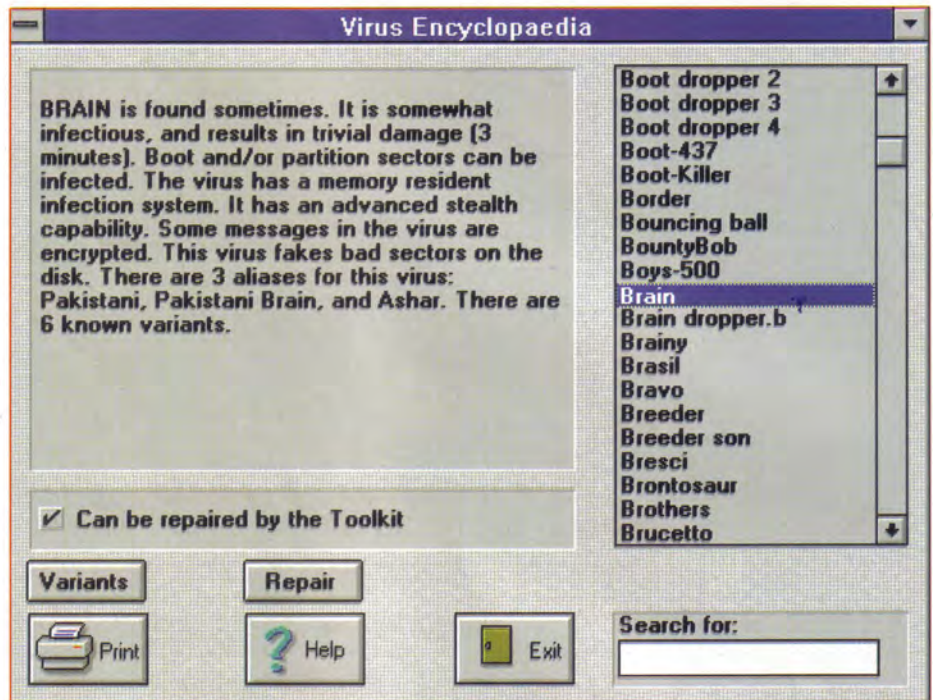 Virus Encyclopaedia
BRAIN is found sometimes. It is somewhat
infectious, and results in trivial damage (3
minutes). Boot and/or partition sectors can be
infected. The virus has a memory resident
infection system. It has an advanced stealth
capability. Some messages in the virus are
encrypted. This virus fakes bad sectors on the
disk. There are 3 aliases for this virus:
Pakistani, Pakistani Brain, and Ashar. There are
6 known variants.
Can be repaired by the Toolkit
Variants
Repair
Print
Help
Exit
Boot dropper 2
Boot dropper 3
Boot dropper 4
Boot-437
Boot-Killer
Border
Bouncing ball
BountyBob
Boys-500
Brain
Brain dropper.b
Brainy
Brasil
Bravo
Breeder
Breeder son
Bresci
Brontosaur
Brothers
Brucetto
Search for: